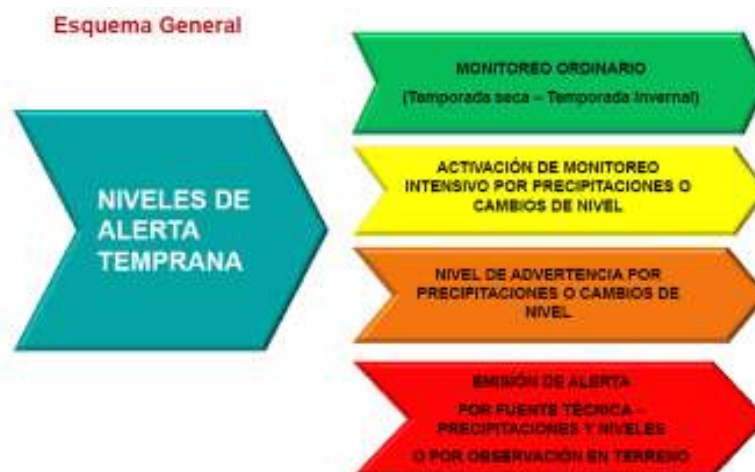 Esquema General
NIVELES DE
ALERTA
TEMPRANA
MONITOREO ORDINARIO
(Temporada seca – Temporada Invernal)
ACTIVACIÓN DE MONITOREO
INTENSIVO POR PRECIPITACIONES O
CAMBIOS DE NIVEL
NIVEL DE ADVERTENCIA POR
PRECIPITACIONES O CAMBIOS DE
NIVEL
EMISIÓN DE ALERTA
POR FUENTE TÉCNICA –
PRECIPITACIONES Y NIVELES
O POR OBSERVACIÓN EN TERRENO